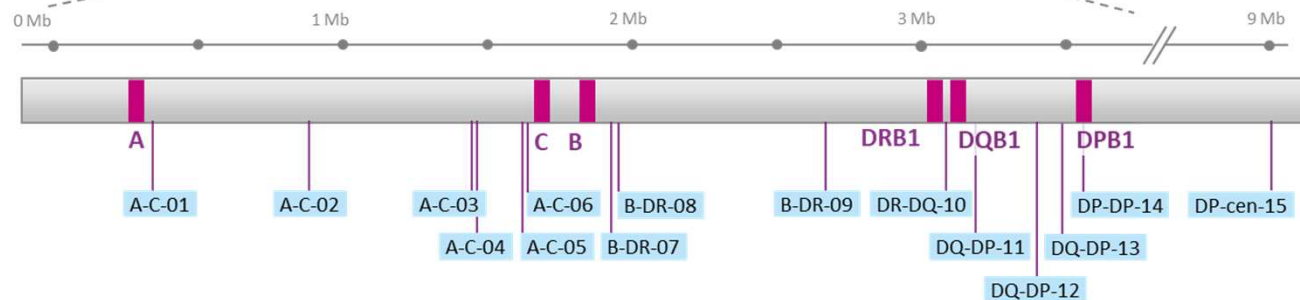 0 Mb 1 Mb 2 Mb 3 Mb 9 Mb
A C B DRB1 DQB1 DPB1
A-C-01 A-C-02 A-C-03 A-C-06 B-DR-08 B-DR-09 DR-DQ-10 DP-DP-14 DP-cen-15
A-C-04 A-C-05 B-DR-07 DQ-DP-11 DQ-DP-13
DQ-DP-12